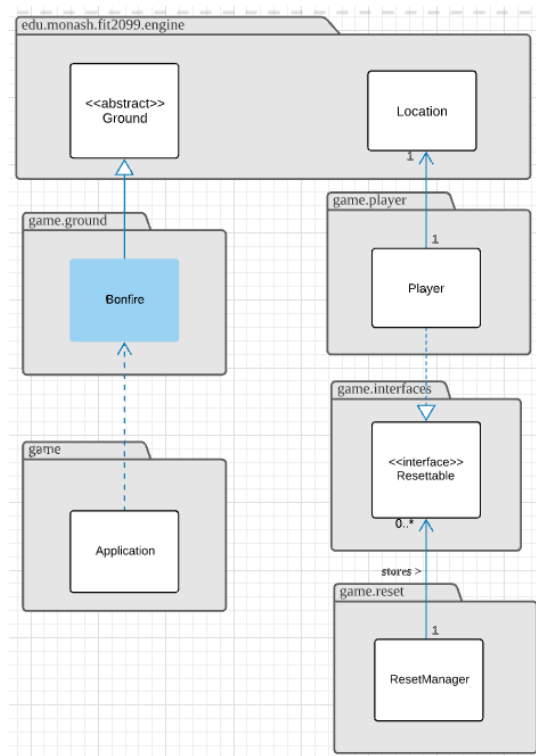 edu.monash.fit2099.engine
<<abstract>>
Ground
Location
1
game.ground
game.player
1
Bonfire
Player
game.interfaces
<<interface>>
Resettable
0..*
game
Application
stores >
game.reset
1
ResetManager